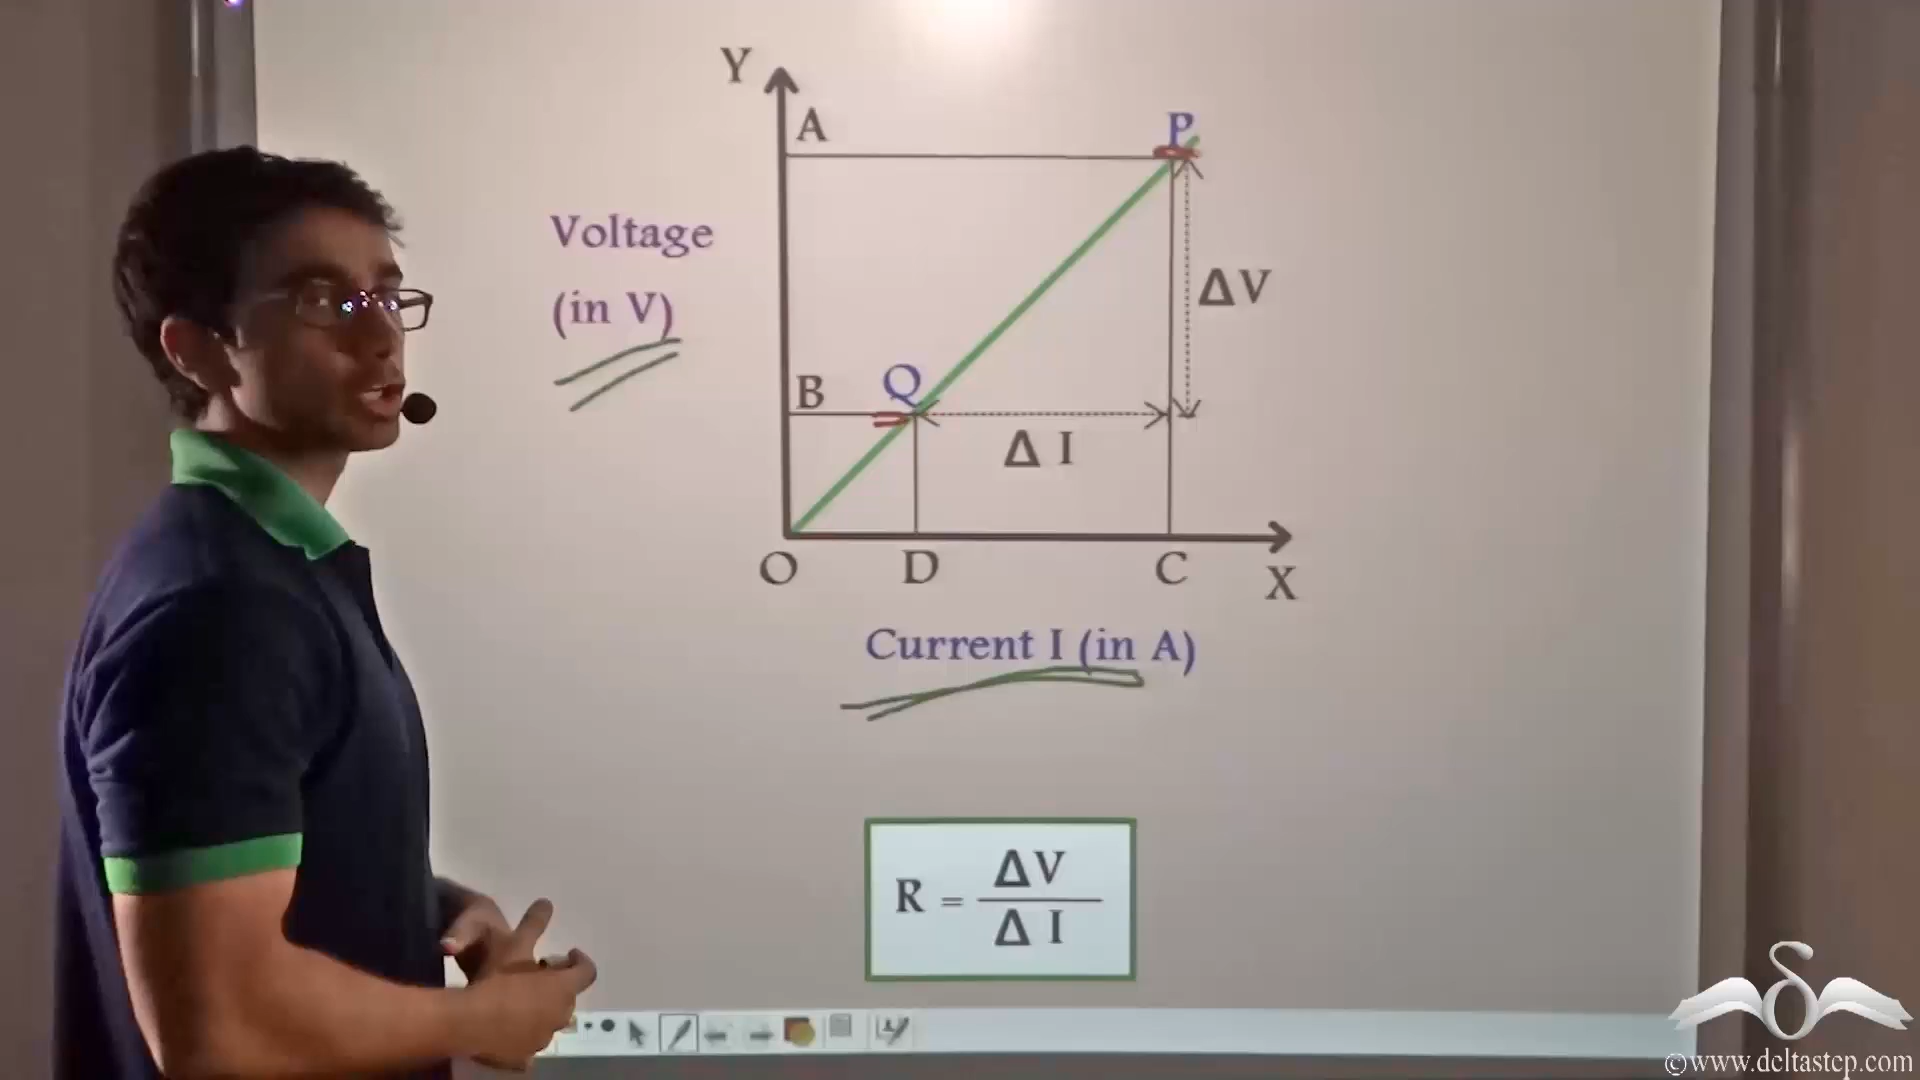 Y
A
P
Voltage
(in V)
ΔV
B
Q
Δ I
O D C X
Current I (in A)
R = ΔV
Δ I
©www.deltastep.com